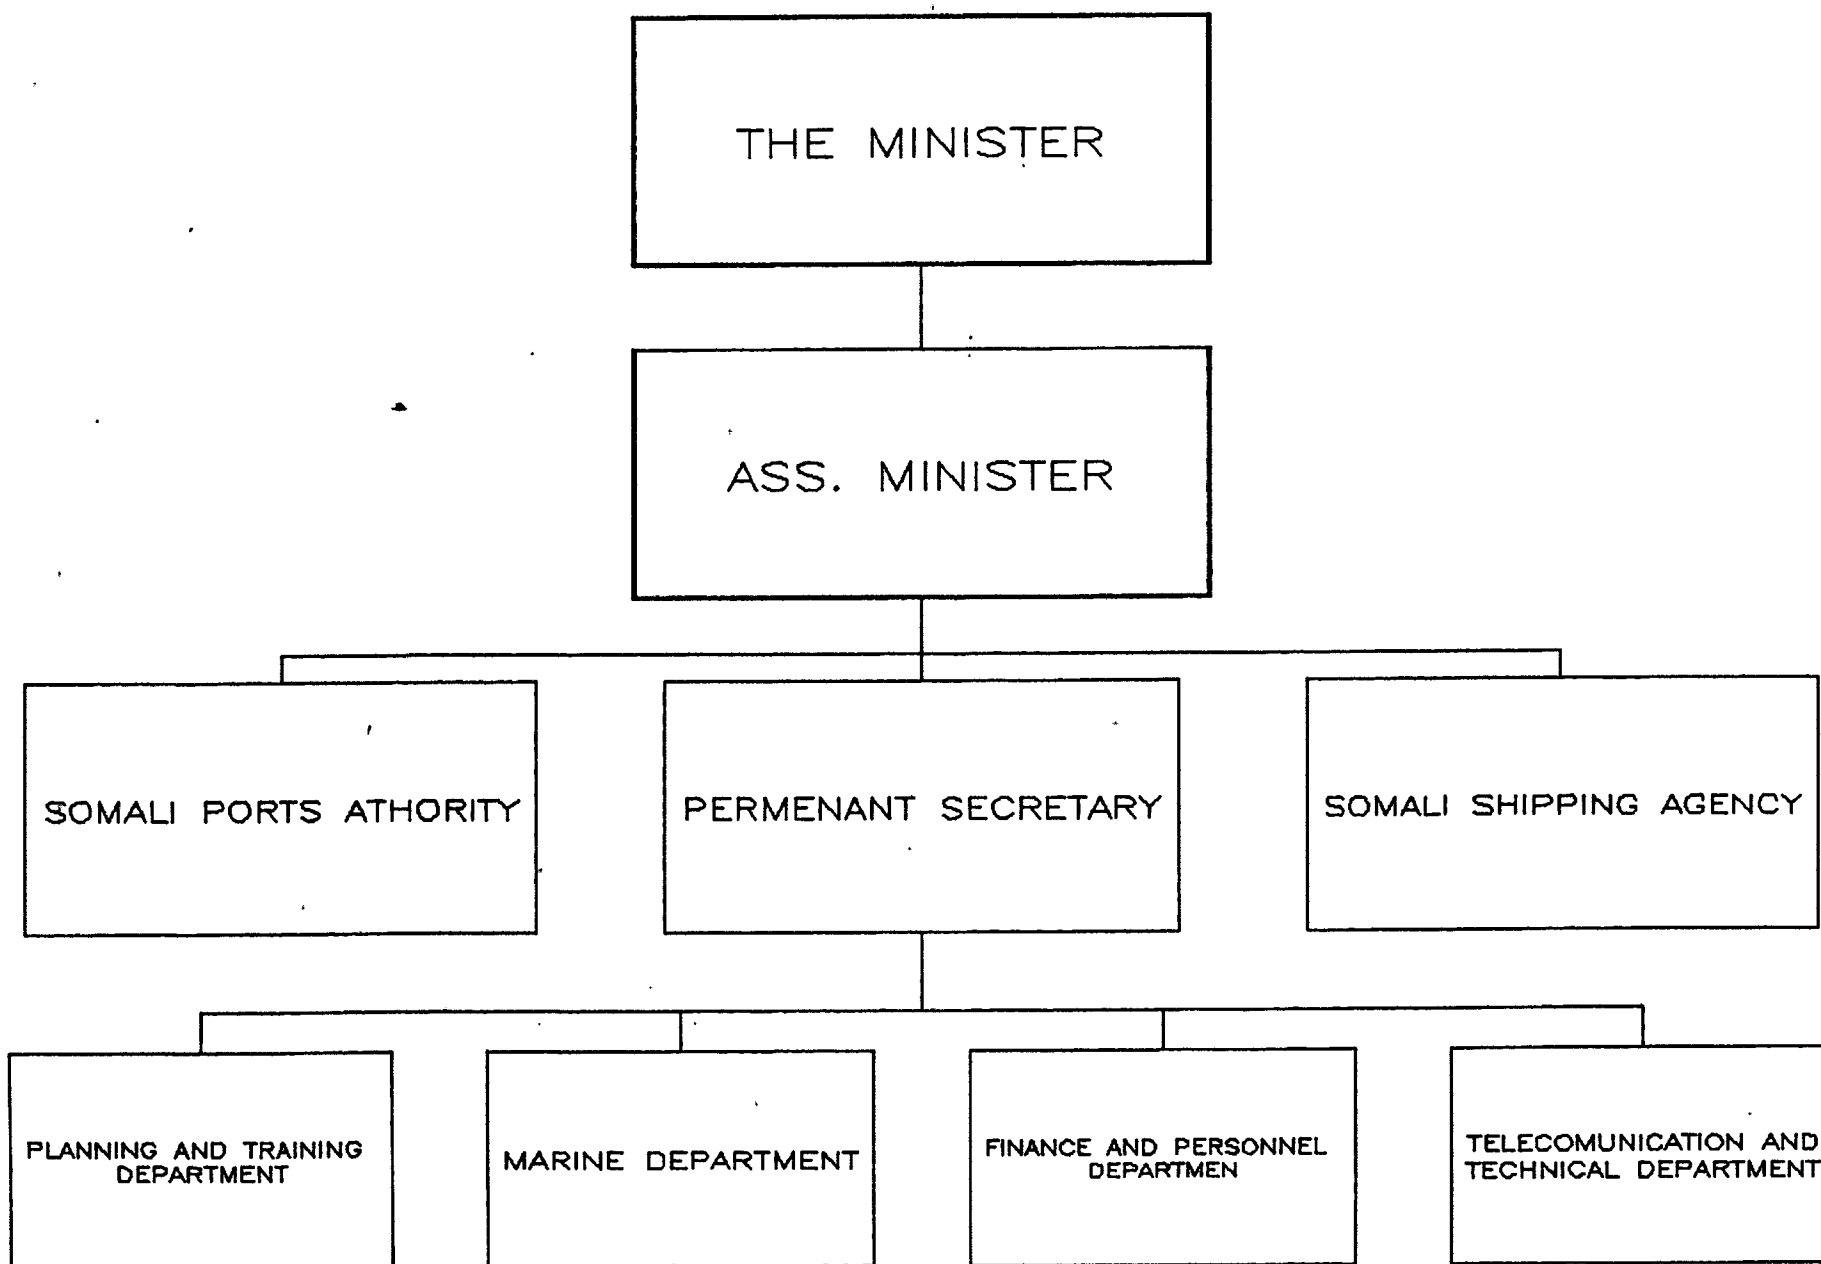 THE MINISTER
ASS. MINISTER
SOMALI PORTS ATHORITY
PERMENANT SECRETARY
SOMALI SHIPPING AGENCY
PLANNING AND TRAINING
DEPARTMENT
MARINE DEPARTMENT
FINANCE AND PERSONNEL
DEPARTMEN
TELECOMUNICATION AND
TECHNICAL DEPARTMENT